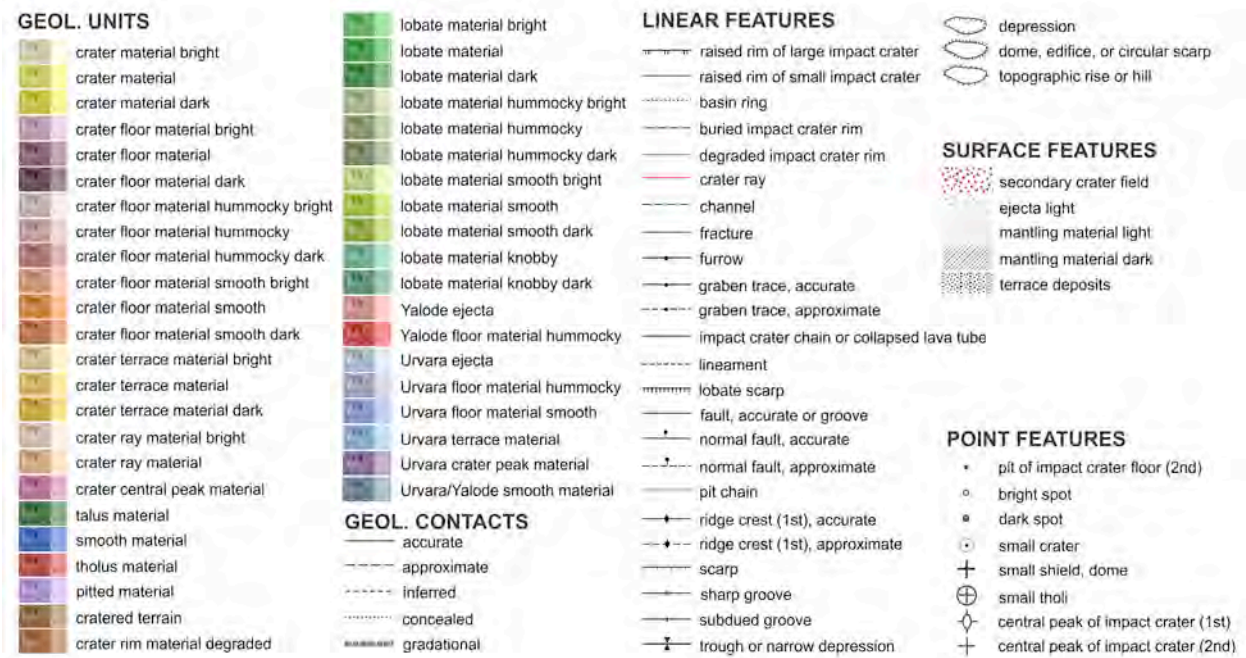 GEOL. UNITS
crater material bright
crater material
crater material dark
crater floor material bright
crater floor material
crater floor material dark
crater floor material hummocky bright
crater floor material hummocky
crater floor material hummocky dark
crater floor material smooth bright
crater floor material smooth
crater floor material smooth dark
crater terrace material bright
crater terrace material
crater terrace material dark
crater ray material bright
crater ray material
crater central peak material
talus material
smooth material
tholus material
pitted material
cratered terrain
crater rim material degraded
lobate material bright
lobate material
lobate material dark
lobate material hummocky bright
lobate material hummocky
lobate material hummocky dark
lobate material smooth bright
lobate material smooth
lobate material smooth dark
lobate material knobby
lobate material knobby dark
Yalode ejecta
Yalode floor material hummocky
Urvara ejecta
Urvara floor material hummocky
Urvara floor material smooth
Urvara terrace material
Urvara crater peak material
Urvara/Yalode smooth material
GEOL. CONTACTS
accurate
approximate
inferred
concealed
gradational
LINEAR FEATURES
raised rim of large impact crater
raised rim of small impact crater
basin ring
buried impact crater rim
degraded impact crater rim
crater ray
channel
fracture
furrow
graben trace, accurate
graben trace, approximate
impact crater chain or collapsed lava tube
lineament
lobate scarp
fault, accurate or groove
normal fault, accurate
normal fault, approximate
pit chain
ridge crest (1st), accurate
ridge crest (1st), approximate
scarp
sharp groove
subdued groove
trough or narrow depression
depression
dome, edifice, or circular scarp
topographic rise or hill
SURFACE FEATURES
secondary crater field
ejecta light
mantling material light
mantling material dark
terrace deposits
POINT FEATURES
pit of impact crater floor (2nd)
bright spot
dark spot
small crater
small shield, dome
small tholi
central peak of impact crater (1st)
central peak of impact crater (2nd)